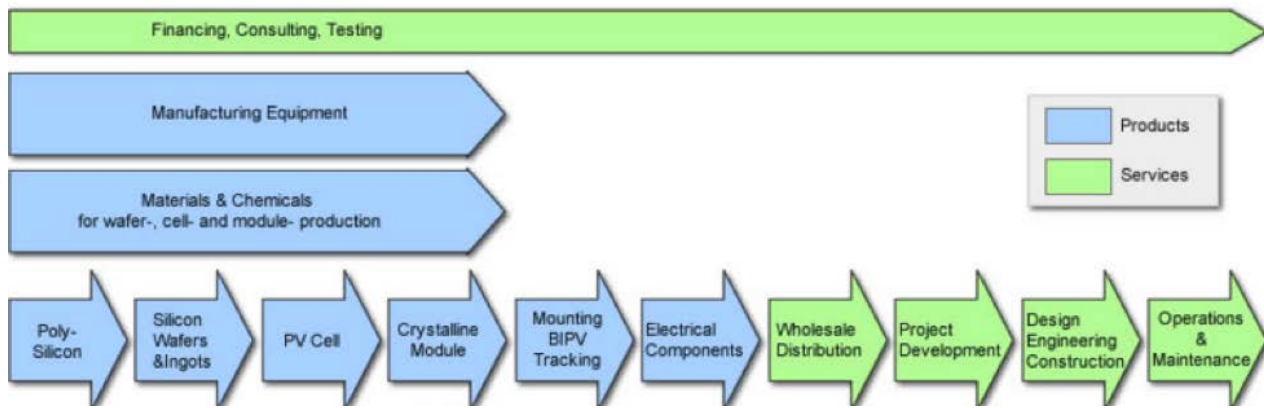 Financing, Consulting, Testing
Manufacturing Equipment
Materials & Chemicals
for wafer-, cell- and module- production
Products
Services
Poly-
Silicon
Silicon
Wafers
&Ingots
PV Cell
Crystalline
Module
Mounting
BIPV
Tracking
Electrical
Components
Wholesale
Distribution
Project
Development
Design
Engineering
Construction
Operations
&
Maintenance